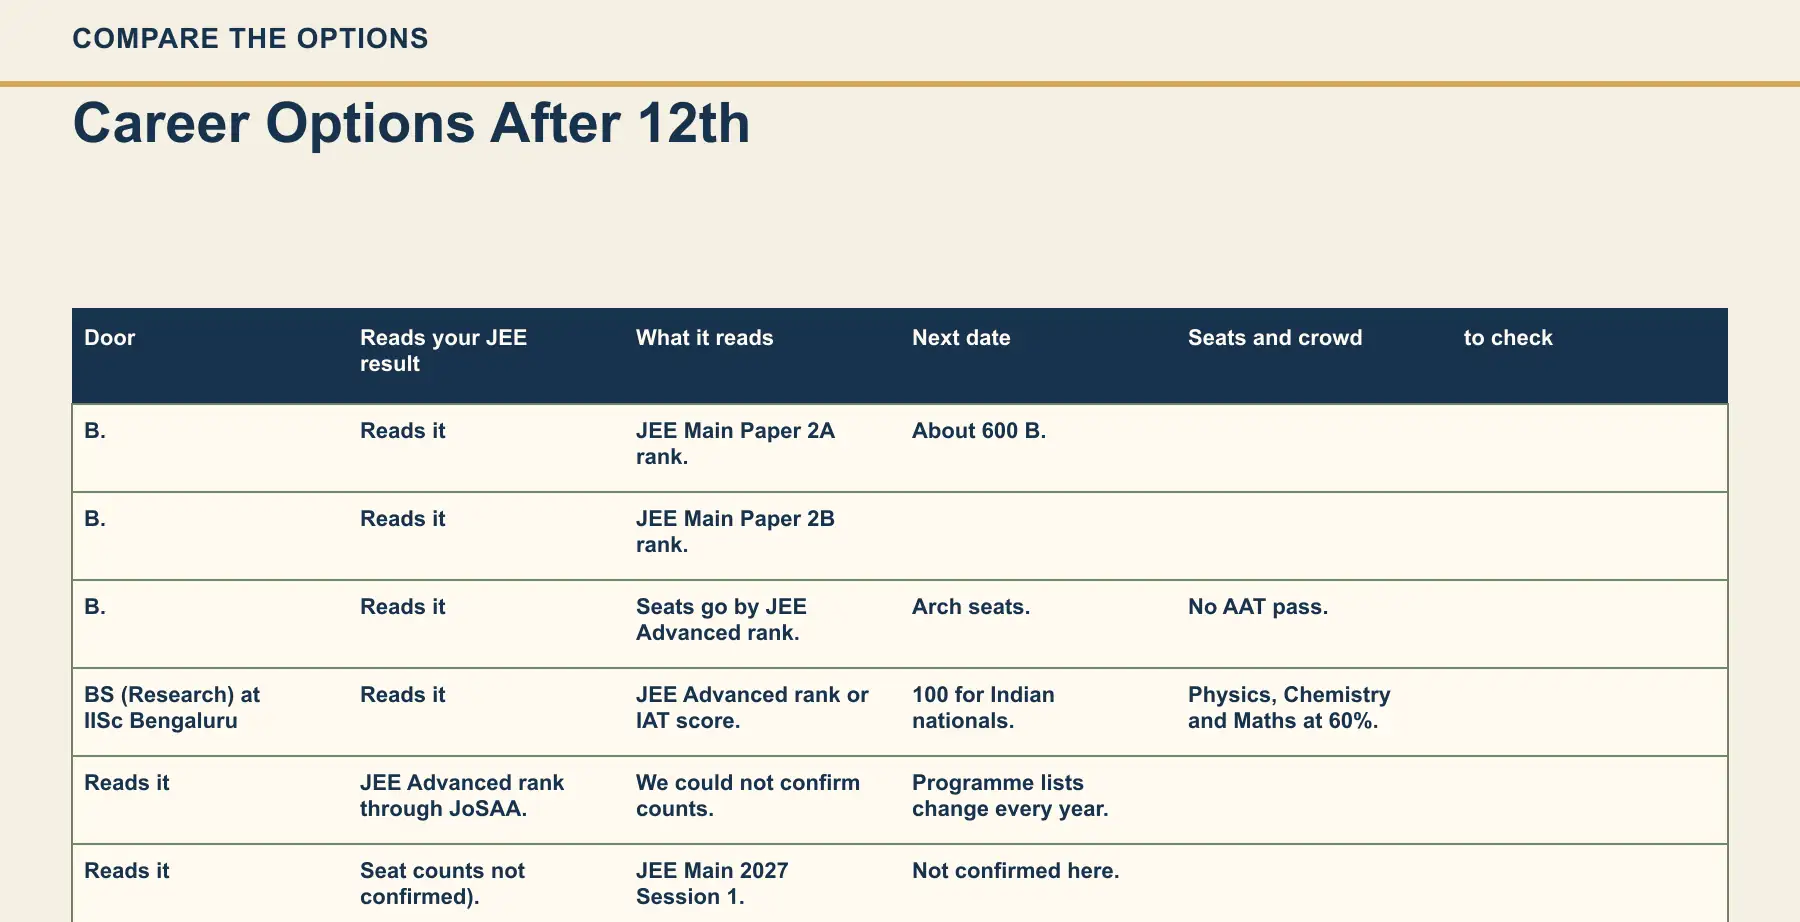 COMPARE THE OPTIONS
Career Options After 12th
Door
Reads your JEE
result
What it reads
Next date
Seats and crowd
to check
B.
Reads it
JEE Main Paper 2A
rank.
About 600 B.
B.
Reads it
JEE Main Paper 2B
rank.
B.
Reads it
Seats go by JEE
Advanced rank.
Arch seats.
No AAT pass.
BS (Research) at
IISc Bengaluru
Reads it
JEE Advanced rank or
IAT score.
100 for Indian
nationals.
Physics, Chemistry
and Maths at 60%.
Reads it
JEE Advanced rank
through JoSAA.
We could not confirm
counts.
Programme lists
change every year.
Reads it
Seat counts not
confirmed).
JEE Main 2027
Session 1.
Not confirmed here.